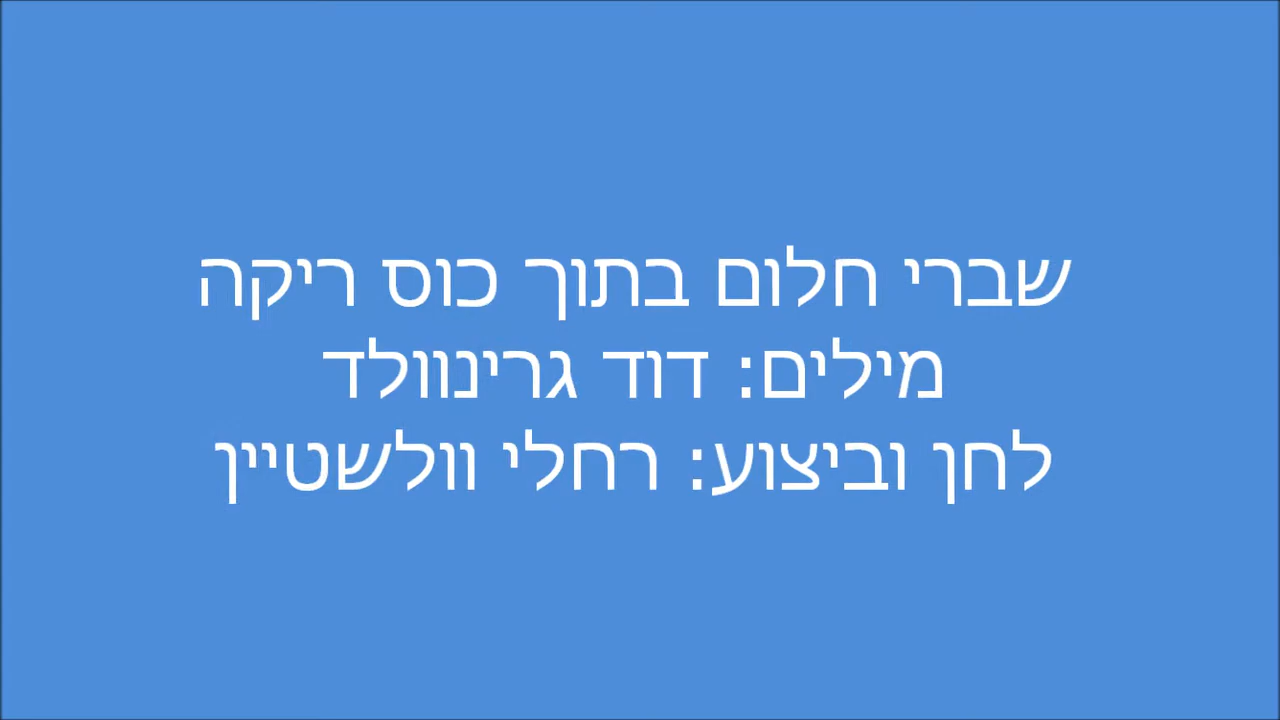 שברי חלום בתוך כוס ריקה
מילים: דוד גרינוולד
לחן וביצוע: רחלי וולשטיין